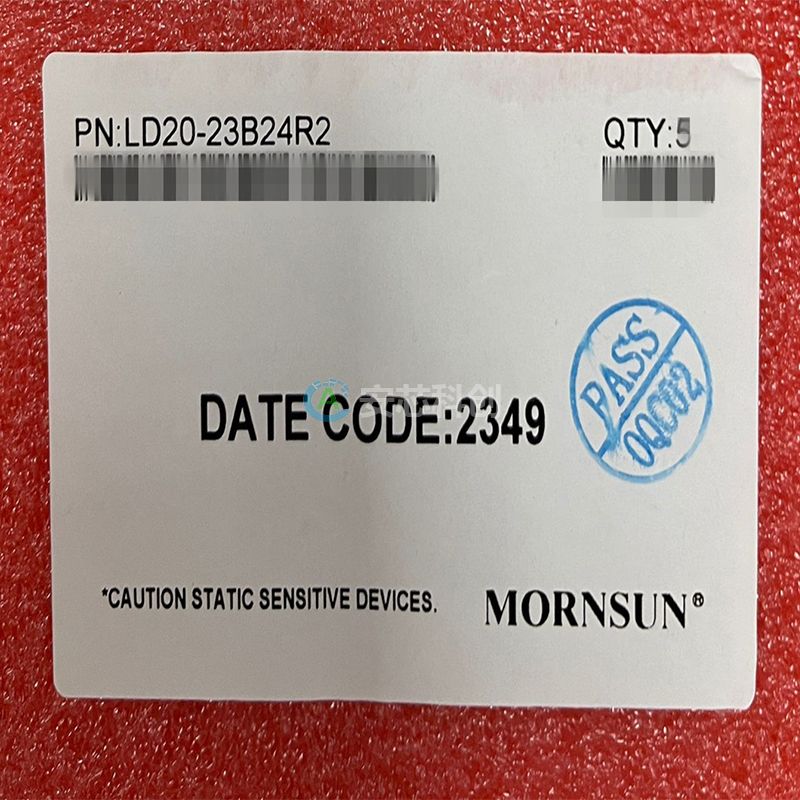 PN:LD20-23B24R2
QTY:5
PASS
DATE CODE:2349
*CAUTION STATIC SENSITIVE DEVICES.
MORNSUN®